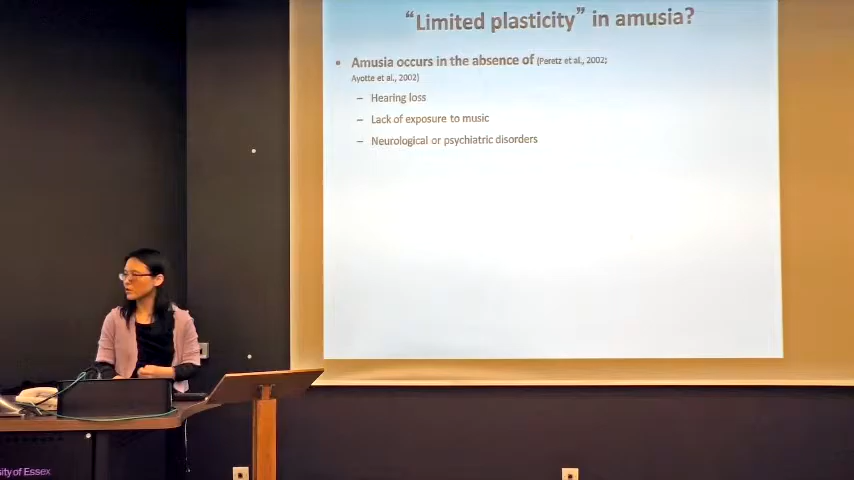 “Limited plasticity” in amusia?
• Amusia occurs in the absence of (Peretz et al., 2002;
Ayotte et al., 2002)
– Hearing loss
– Lack of exposure to music
– Neurological or psychiatric disorders
sity of Essex